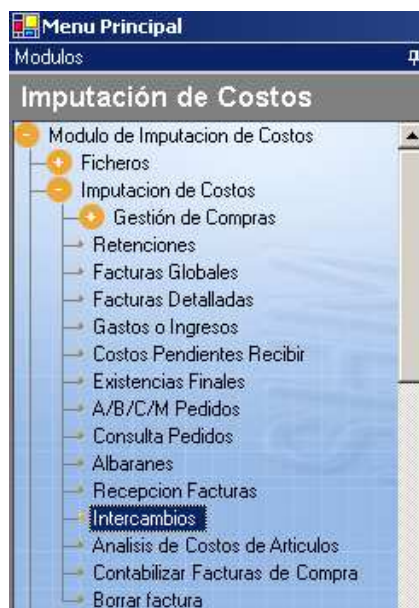 Menu Principal
Modulos
Imputación de Costos
Modulo de Imputacion de Costos
Ficheros
Imputacion de Costos
Gestión de Compras
Retenciones
Facturas Globales
Facturas Detalladas
Gastos o Ingresos
Costos Pendientes Recibir
Existencias Finales
A/B/C/M Pedidos
Consulta Pedidos
Albaranes
Recepcion Facturas
Intercambios
Analisis de Costos de Articulos
Contabilizar Facturas de Compra
Borrar factura